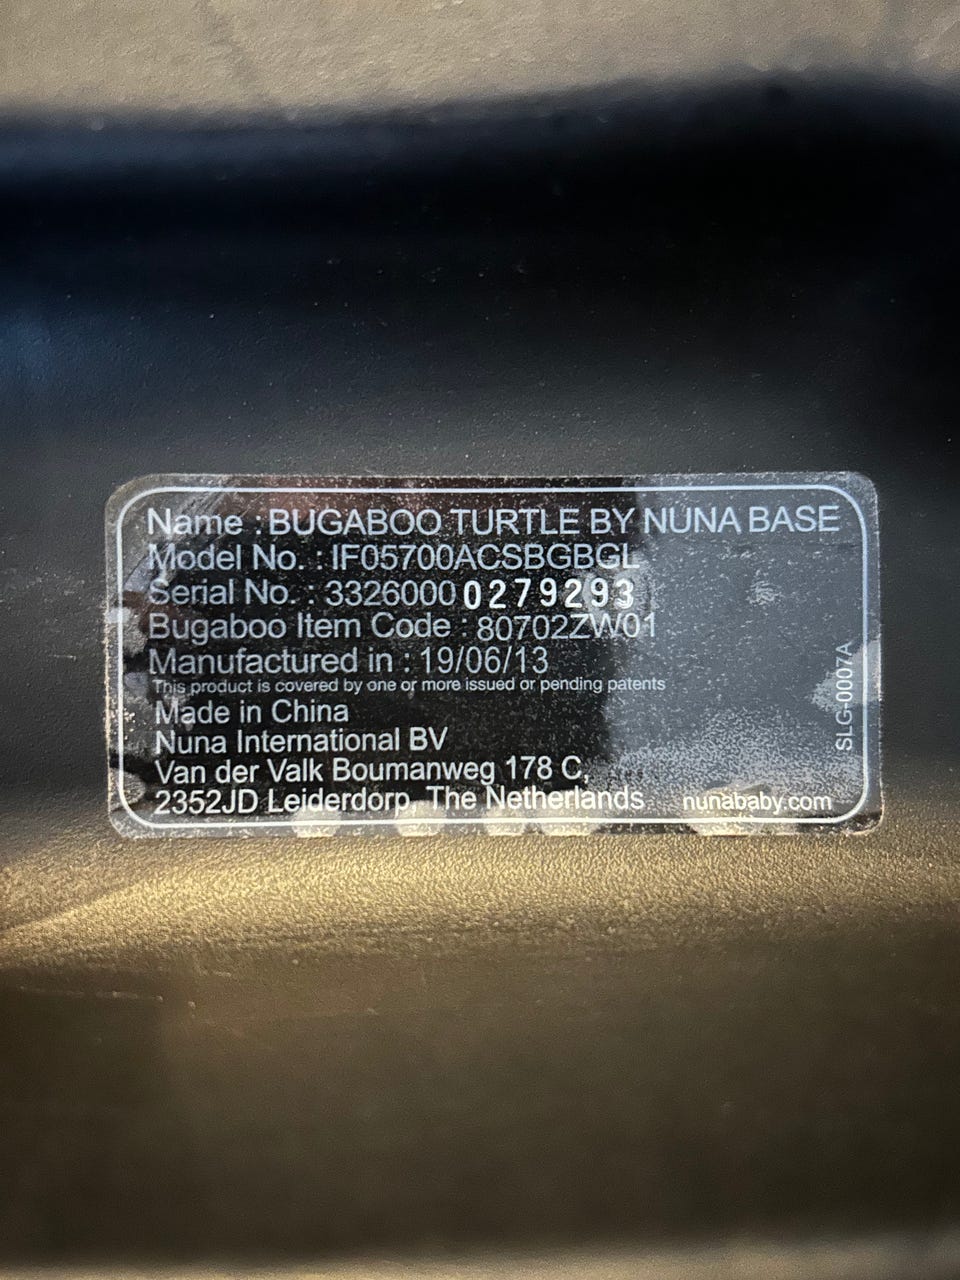 Name : BUGABOO TURTLE BY NUNA BASE
Model No. : IF05700ACSBGBGL
Serial No. : 3326000 0279293
Bugaboo Item Code : 80702ZW01
Manufactured in : 19/06/13
This product is covered by one or more issued or pending patents
Made in China
Nuna International BV
Van der Valk Boumanweg 178 C,
2352JD Leiderdorp, The Netherlands
nunababy.com
SLG-0007A